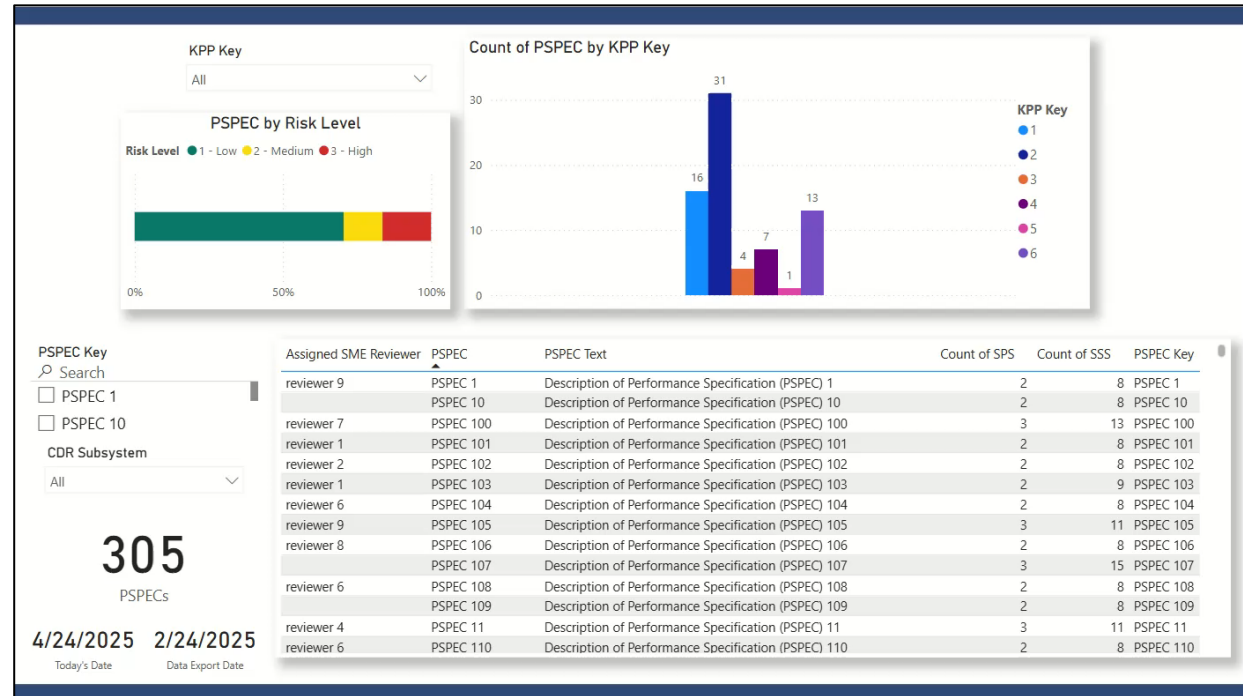 KPP Key
All
PSPEC by Risk Level
Risk Level 1 - Low 2 - Medium 3 - High
0% 50% 100%
Count of PSPEC by KPP Key
30
20
10
0
16
31
4
7
1
13
KPP Key
1
2
3
4
5
6
PSPEC Key
Search
PSPEC 1
PSPEC 10
CDR Subsystem
All
305
PSPECs
4/24/2025 2/24/2025
Today's Date Data Export Date
Assigned SME Reviewer PSPEC PSPEC Text Count of SPS Count of SSS PSPEC Key
reviewer 9 PSPEC 1 Description of Performance Specification (PSPEC) 1 2 8 PSPEC 1
PSPEC 10 Description of Performance Specification (PSPEC) 10 2 8 PSPEC 10
reviewer 7 PSPEC 100 Description of Performance Specification (PSPEC) 100 3 13 PSPEC 100
reviewer 1 PSPEC 101 Description of Performance Specification (PSPEC) 101 2 8 PSPEC 101
reviewer 2 PSPEC 102 Description of Performance Specification (PSPEC) 102 2 8 PSPEC 102
reviewer 1 PSPEC 103 Description of Performance Specification (PSPEC) 103 2 9 PSPEC 103
reviewer 6 PSPEC 104 Description of Performance Specification (PSPEC) 104 2 8 PSPEC 104
reviewer 9 PSPEC 105 Description of Performance Specification (PSPEC) 105 3 11 PSPEC 105
reviewer 8 PSPEC 106 Description of Performance Specification (PSPEC) 106 2 8 PSPEC 106
PSPEC 107 Description of Performance Specification (PSPEC) 107 3 15 PSPEC 107
reviewer 6 PSPEC 108 Description of Performance Specification (PSPEC) 108 2 8 PSPEC 108
PSPEC 109 Description of Performance Specification (PSPEC) 109 2 8 PSPEC 109
reviewer 4 PSPEC 11 Description of Performance Specification (PSPEC) 11 3 11 PSPEC 11
reviewer 6 PSPEC 110 Description of Performance Specification (PSPEC) 110 2 8 PSPEC 110